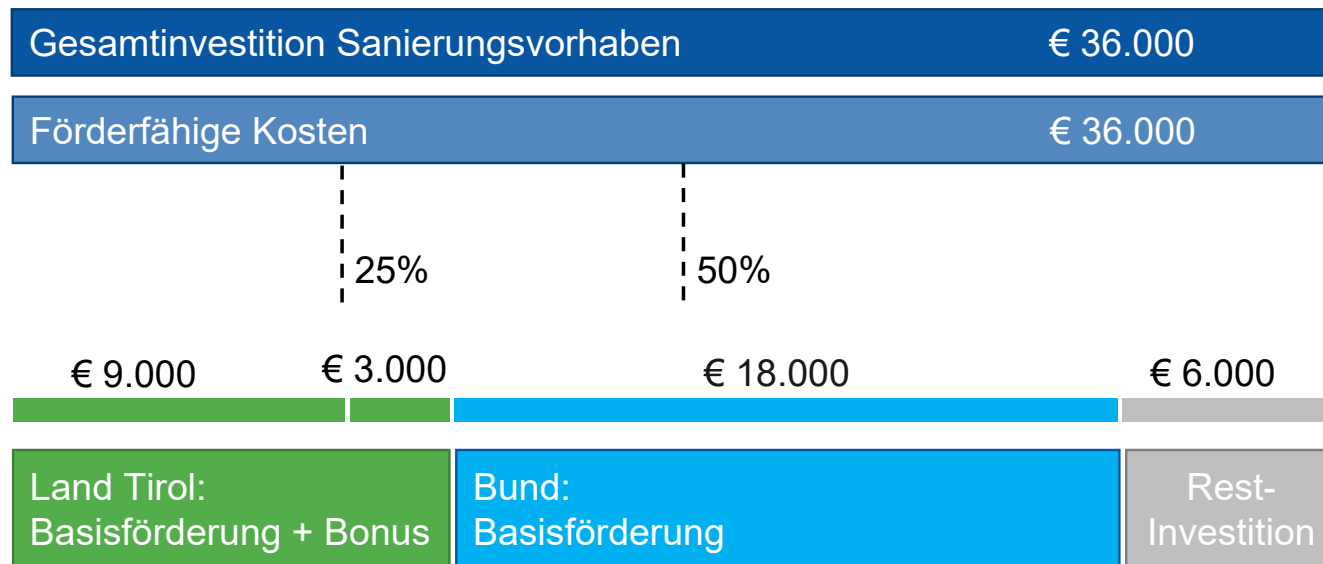 Gesamtinvestition Sanierungsvorhaben € 36.000
Förderfähige Kosten € 36.000
25% 50%
€ 9.000 € 3.000 € 18.000 € 6.000
Land Tirol:
Basisförderung + Bonus
Bund:
Basisförderung
Rest-
Investition